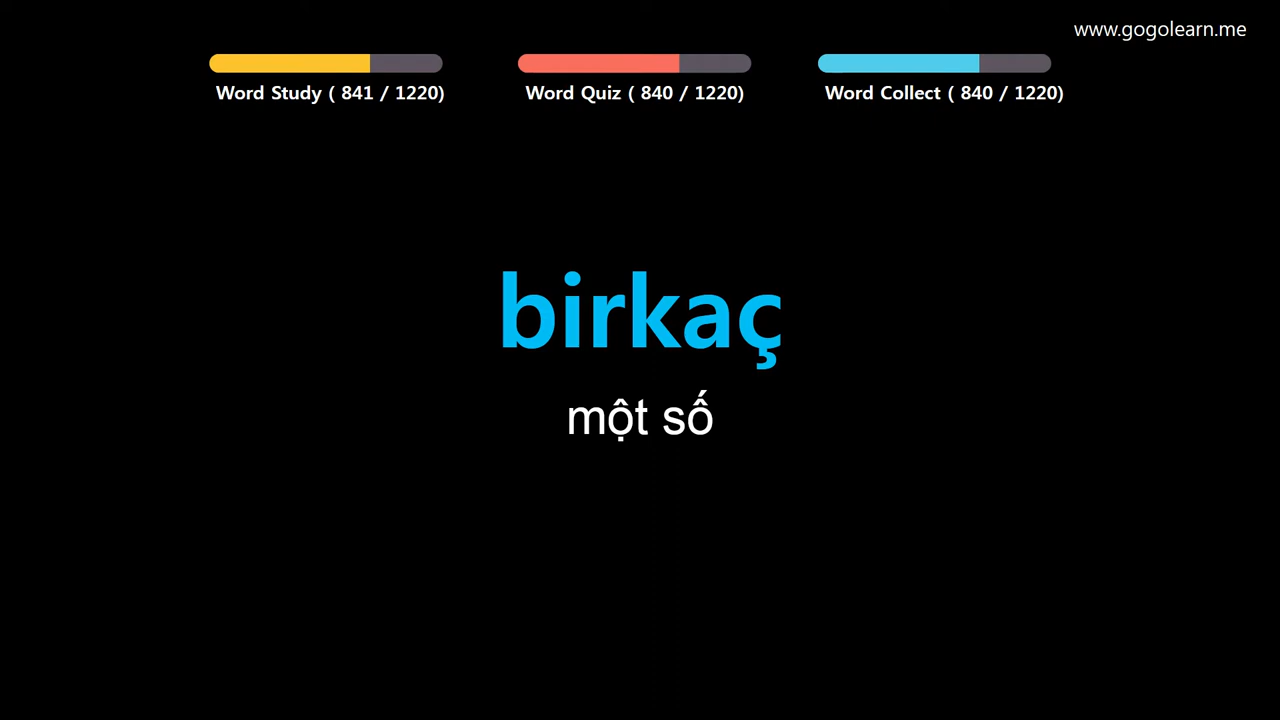 www.gogolearn.me
Word Study ( 841 / 1220)
Word Quiz ( 840 / 1220)
Word Collect ( 840 / 1220)
birkaç
một số